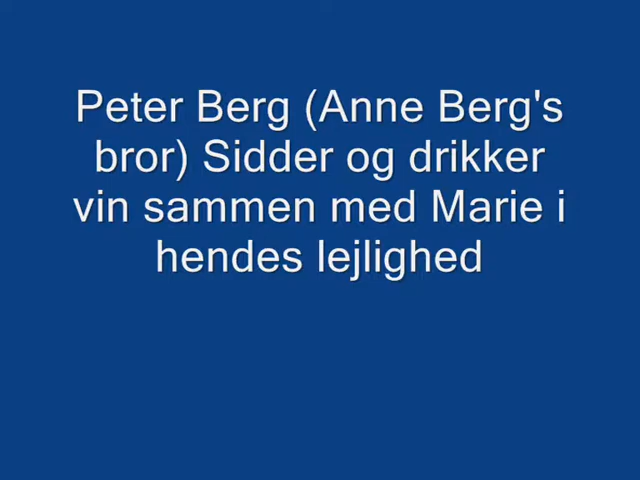 Peter Berg (Anne Berg's
bror) Sidder og drikker
vin sammen med Marie i
hendes lejlighed